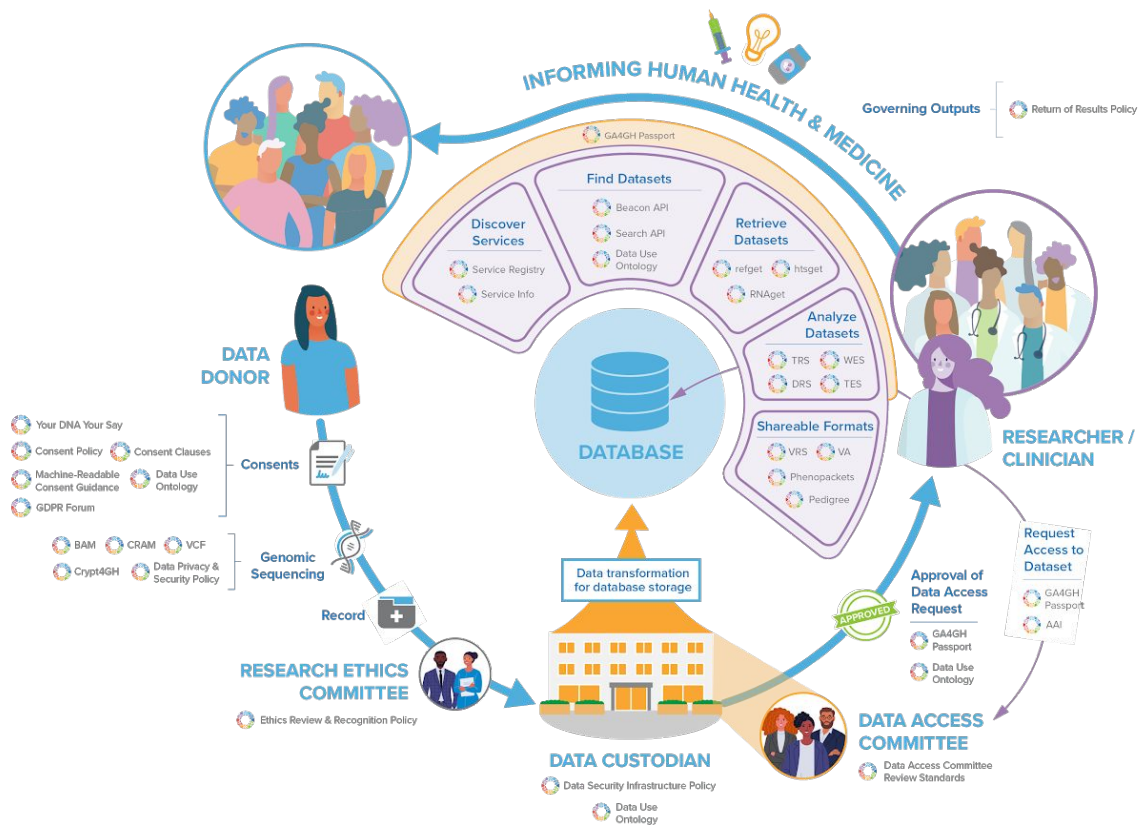 INFORMING HUMAN HEALTH & MEDICINE
Governing Outputs
Return of Results Policy
GA4GH Passport
Find Datasets
Beacon API
Search API
Data Use
Ontology
Discover
Services
Service Registry
Service Info
Retrieve
Datasets
refget
htsget
RNAget
Analyze
Datasets
TRS
WES
DRS
TES
Shareable Formats
VRS
VA
Phenopackets
Pedigree
DATABASE
DATA
DONOR
Your DNA Your Say
Consent Policy
Consent Clauses
Machine-Readable
Consent Guidance
Data Use
Ontology
GDPR Forum
Consents
BAM
CRAM
VCF
Crypt4GH
Data Privacy &
Security Policy
Genomic
Sequencing
Record
RESEARCH ETHICS
COMMITTEE
Ethics Review & Recognition Policy
Data transformation
for database storage
DATA CUSTODIAN
Data Security Infrastructure Policy
Data Use
Ontology
RESEARCHER /
CLINICIAN
Request
Access to
Dataset
GA4GH
Passport
AAI
APPROVED
Approval of
Data Access
Request
GA4GH
Passport
Data Use
Ontology
DATA ACCESS
COMMITTEE
Data Access Committee
Review Standards